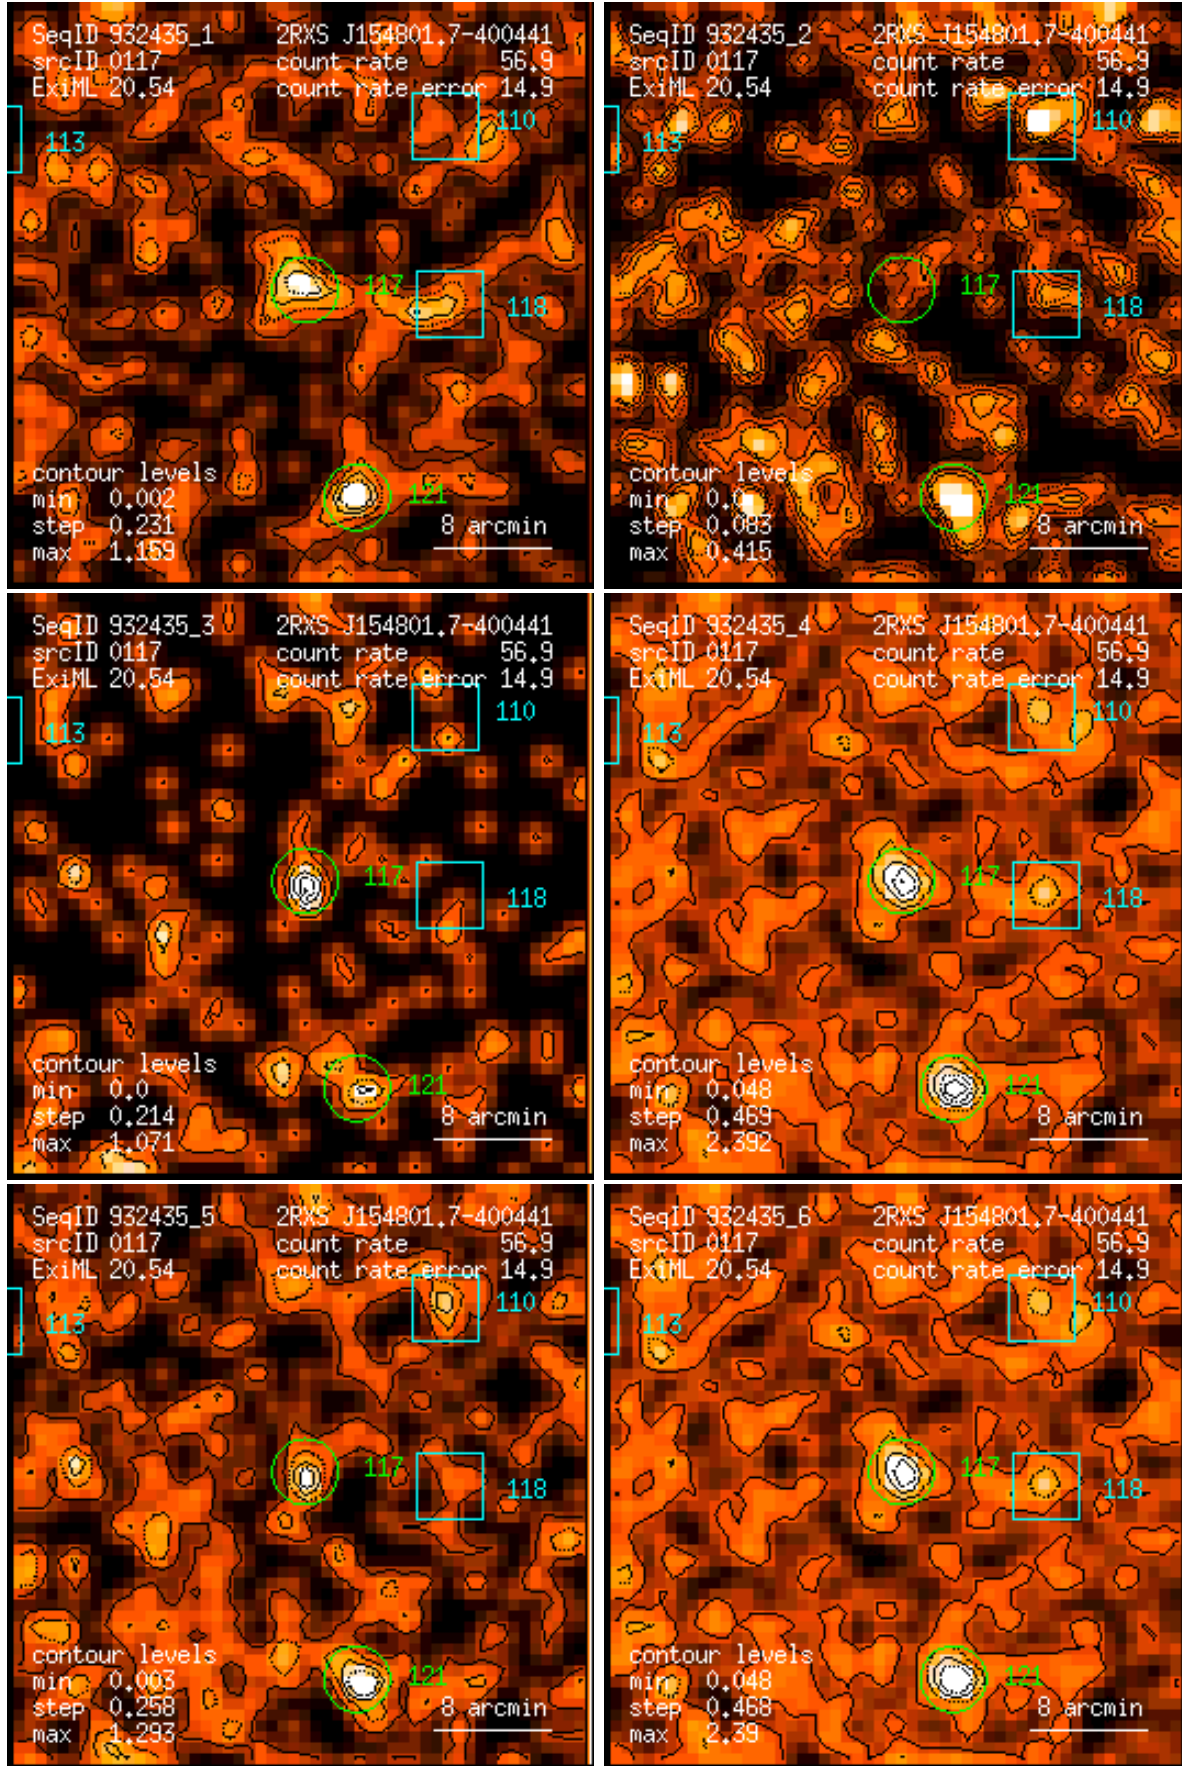 SeqID 932435_1 2RXS J154801.7-400441
srcID 0117 count rate 56.9
ExiML 20.54 count rate error 14.9
110
113
117
118
contour levels
min 0.002
121
step 0.231 8 arcmin
max 1.159
SeqID 932435_2 2RXS J154801.7-400441
srcID 0117 count rate 56.9
ExiML 20.54 count rate error 14.9
110
113
117
118
contour levels
min 0.0
121
step 0.083 8 arcmin
max 0.415
SeqID 932435_3 2RXS J154801.7-400441
srcID 0117 count rate 56.9
ExiML 20.54 count rate error 14.9
110
113
117
118
contour levels
min 0.0
121
step 0.214 8 arcmin
max 1.071
SeqID 932435_4 2RXS J154801.7-400441
srcID 0117 count rate 56.9
ExiML 20.54 count rate error 14.9
110
113
117
118
contour levels
min 0.048
121
step 0.469 8 arcmin
max 2.392
SeqID 932435_5 2RXS J154801.7-400441
srcID 0117 count rate 56.9
ExiML 20.54 count rate error 14.9
110
113
117
118
contour levels
min 0.003
121
step 0.258 8 arcmin
max 1.293
SeqID 932435_6 2RXS J154801.7-400441
srcID 0117 count rate 56.9
ExiML 20.54 count rate error 14.9
110
113
117
118
contour levels
min 0.048
121
step 0.468 8 arcmin
max 2.39